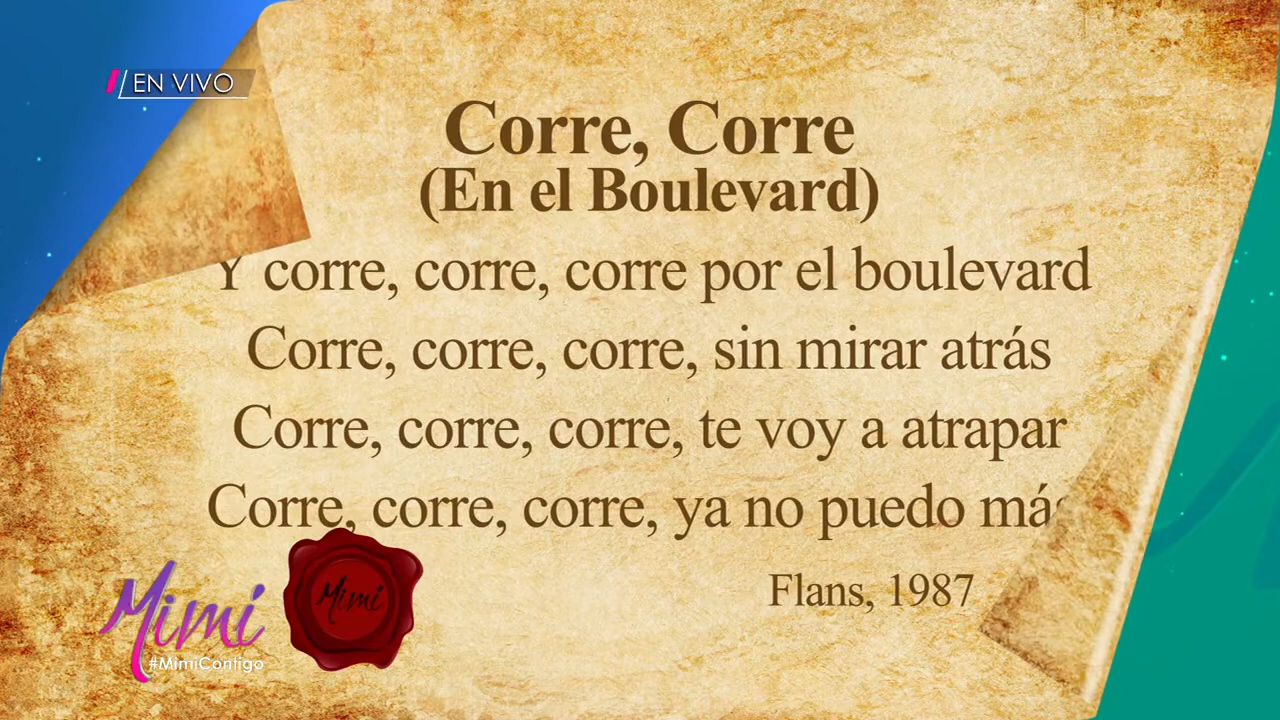 EN VIVO
Corre, Corre
(En el Boulevard)
Y corre, corre, corre por el boulevard
Corre, corre, corre, sin mirar atrás
Corre, corre, corre, te voy a atrapar
Corre, corre, corre, ya no puedo más
Flans, 1987
Mimi
Mimi
#MimiContigo